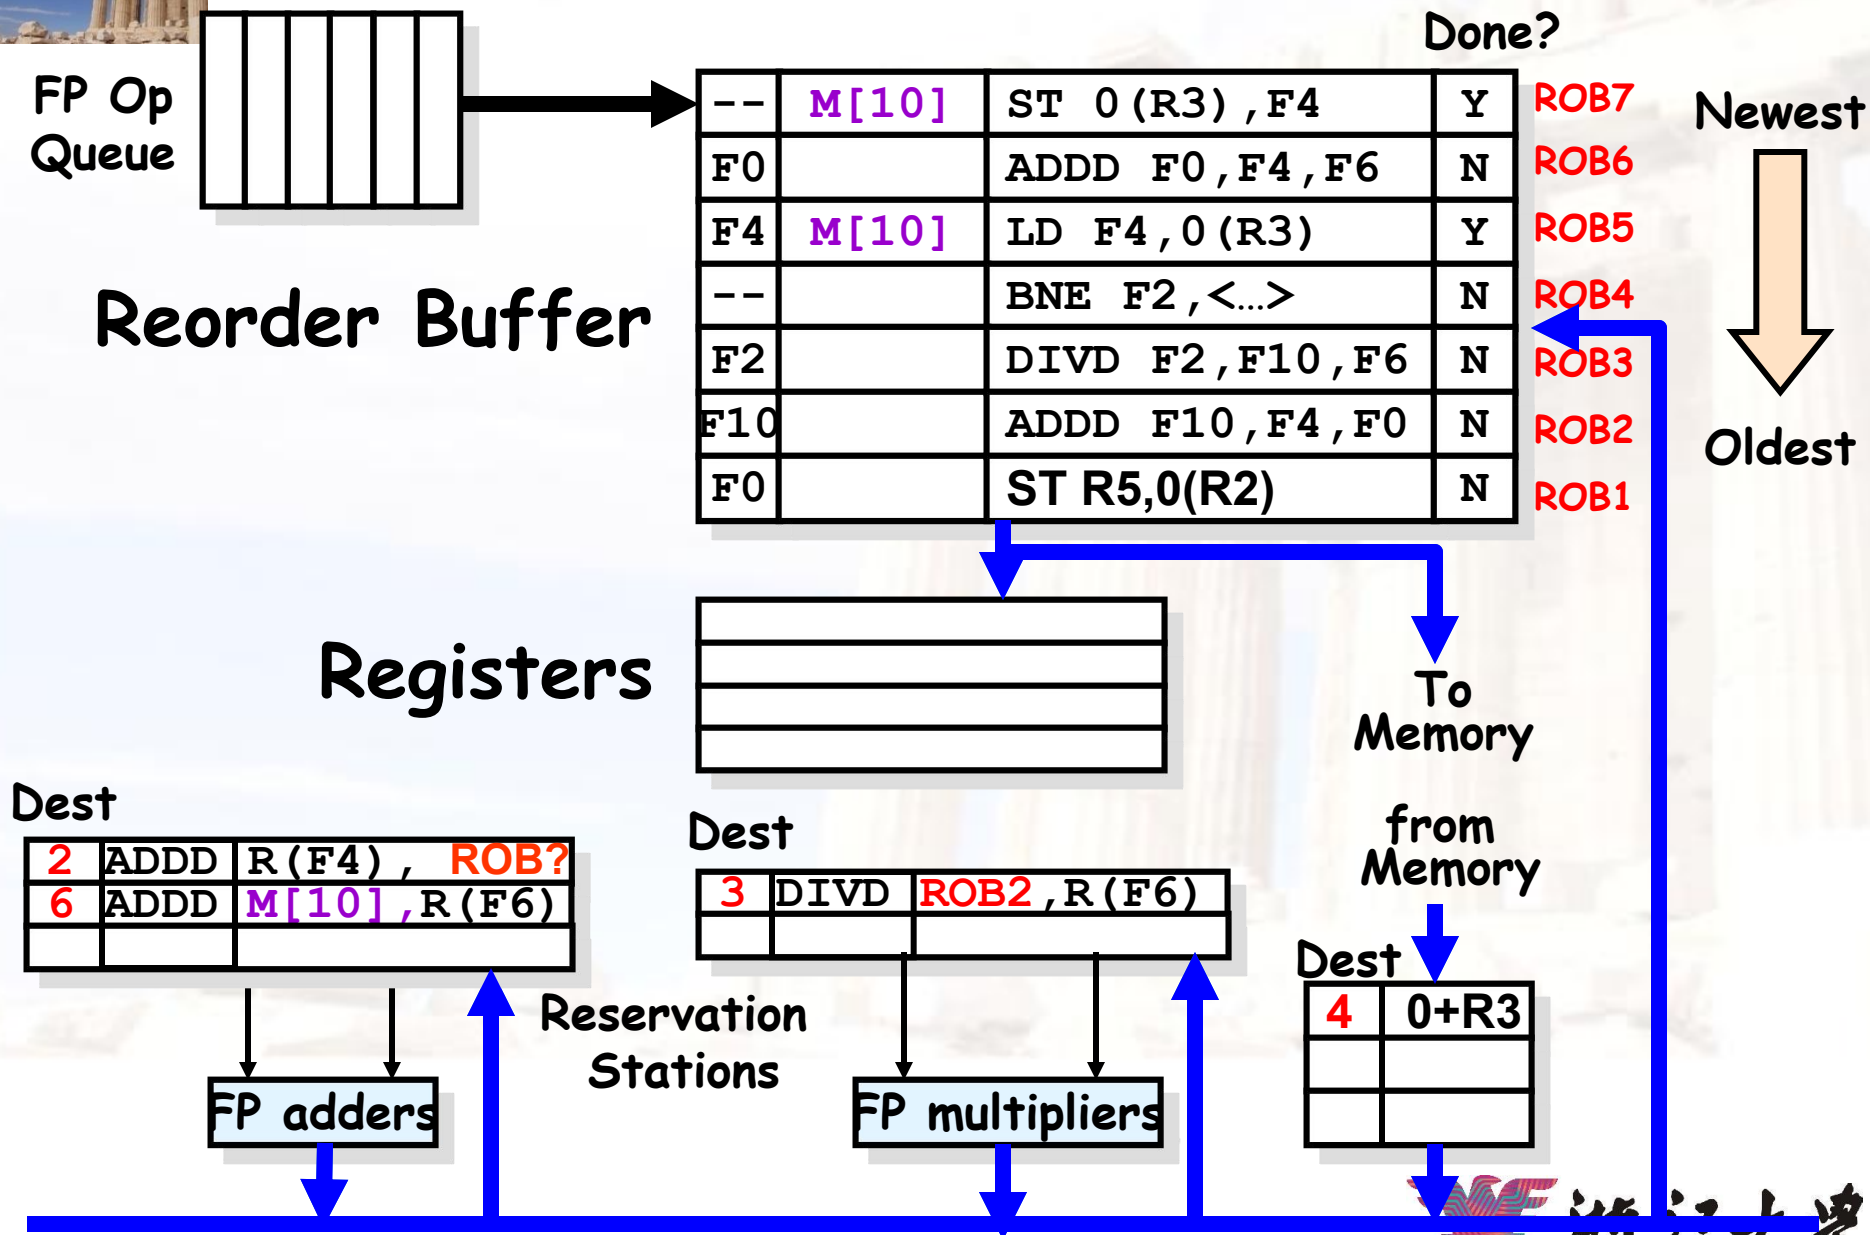 Done?
FP Op
Queue
-- M[10] ST 0(R3),F4 Y ROB7
F0 ADDD F0,F4,F6 N ROB6
F4 M[10] LD F4,0(R3) Y ROB5
-- BNE F2,<…> N ROB4
F2 DIVD F2,F10,F6 N ROB3
F10 ADDD F10,F4,F0 N ROB2
F0 ST R5,0(R2) N ROB1
Newest
Oldest
Reorder Buffer
Registers
To
Memory
from
Memory
Dest
2 ADDD R(F4), ROB?
6 ADDD M[10],R(F6)
Dest
3 DIVD ROB2,R(F6)
Dest
4 0+R3
Reservation
Stations
FP adders
FP multipliers